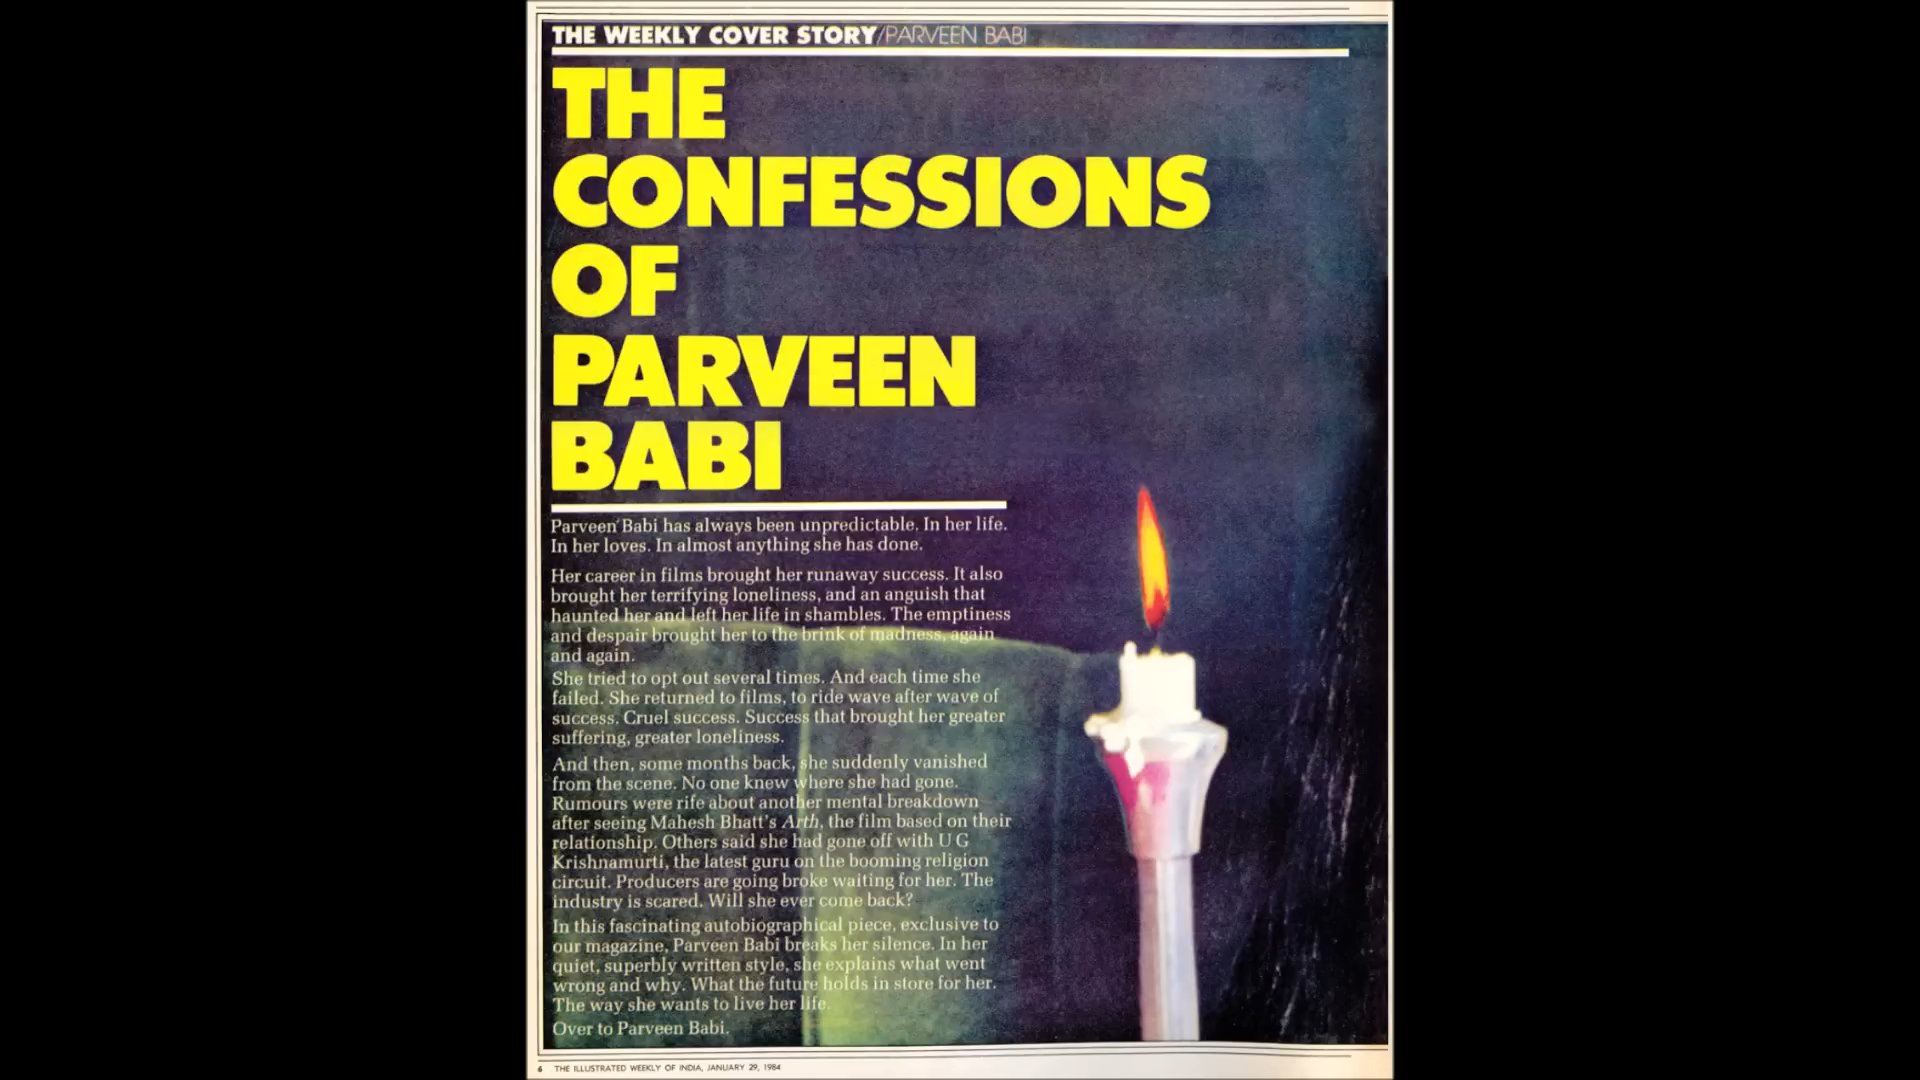 THE WEEKLY COVER STORY/PARVEEN BABI
THE
CONFESSIONS
OF
PARVEEN
BABI
Parveen Babi has always been unpredictable. In her life.
In her loves. In almost anything she has done.
Her career in films brought her runaway success. It also
brought her terrifying loneliness, and an anguish that
haunted her and left her life in shambles. The emptiness
and despair brought her to the brink of madness, again
and again.
She tried to opt out several times. And each time she
failed. She returned to films, to ride wave after wave of
success. Cruel success. Success that brought her greater
suffering, greater loneliness.
And then, some months back, she suddenly vanished
from the scene. No one knew where she had gone.
Rumours were rife about another mental breakdown
after seeing Mahesh Bhatt's Arth, the film based on their
relationship. Others said she had gone off with U G
Krishnamurti, the latest guru on the booming religion
circuit. Producers are going broke waiting for her. The
industry is scared. Will she ever come back?
In this fascinating autobiographical piece, exclusive to
our magazine, Parveen Babi breaks her silence. In her
quiet, superbly written style, she explains what went
wrong and why. What the future holds in store for her.
The way she wants to live her life.
Over to Parveen Babi.
6 THE ILLUSTRATED WEEKLY OF INDIA, JANUARY 29, 1984